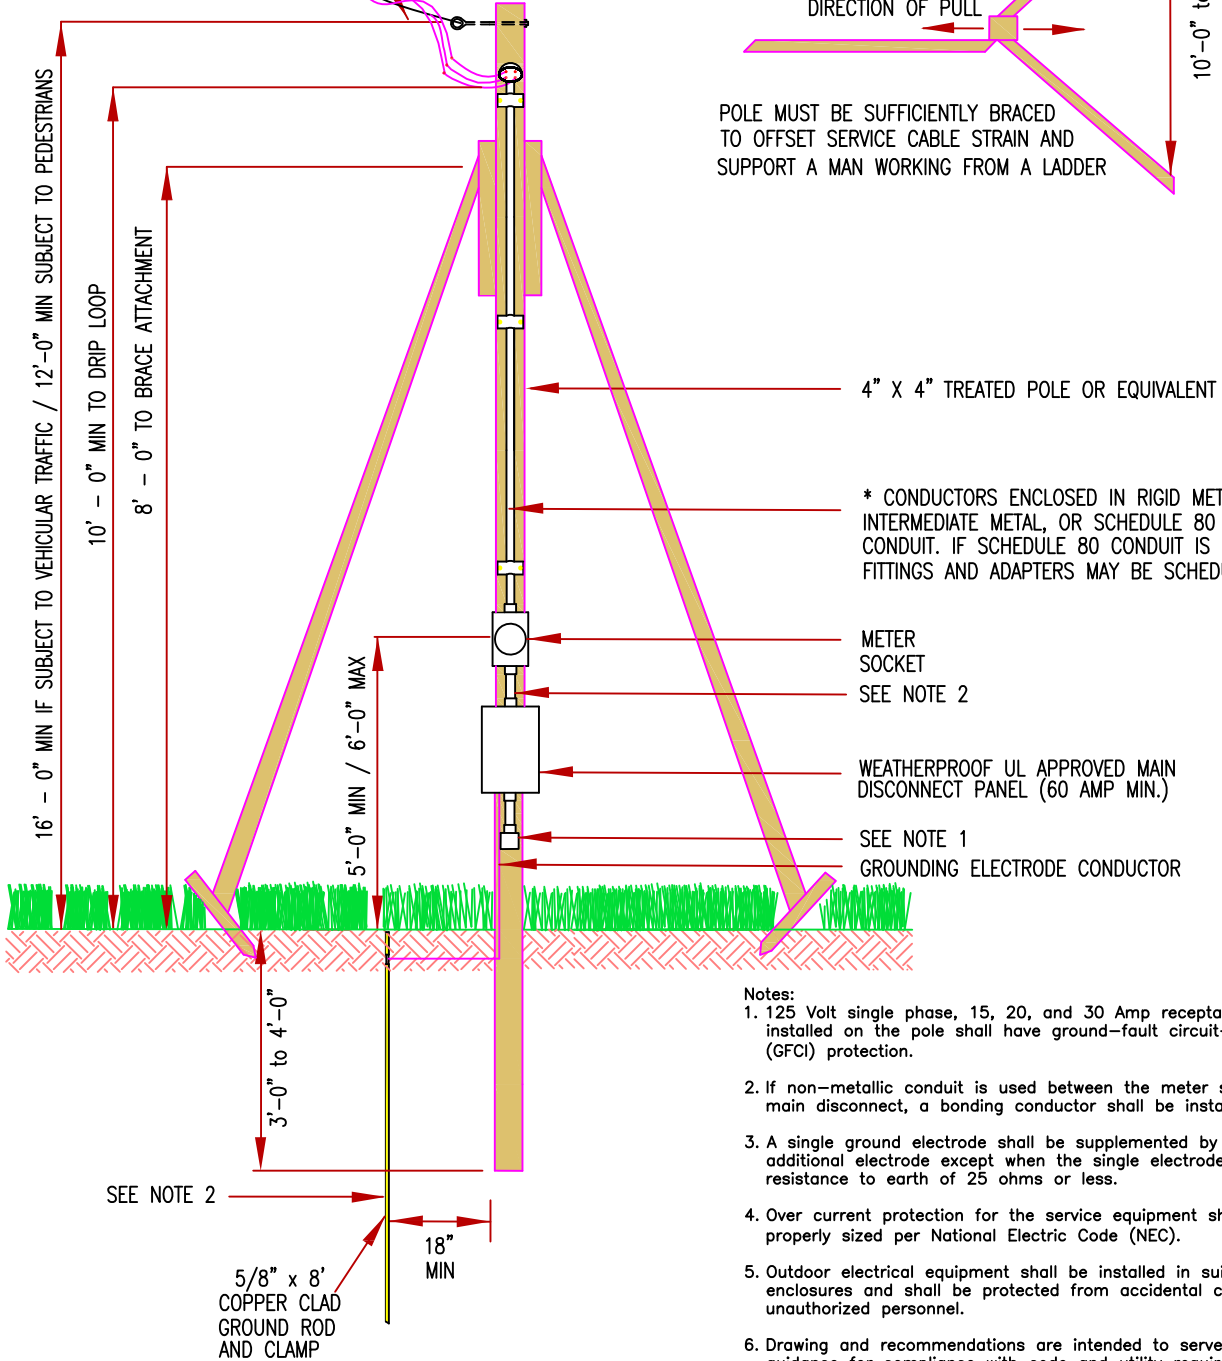 DIRECTION OF PULL
10'-0" to
POLE MUST BE SUFFICIENTLY BRACED
TO OFFSET SERVICE CABLE STRAIN AND
SUPPORT A MAN WORKING FROM A LADDER
16' - 0" MIN IF SUBJECT TO VEHICULAR TRAFFIC / 12'-0" MIN SUBJECT TO PEDESTRIANS
10' - 0" MIN TO DRIP LOOP
8' - 0" TO BRACE ATTACHMENT
4" X 4" TREATED POLE OR EQUIVALENT
* CONDUCTORS ENCLOSED IN RIGID MET
INTERMEDIATE METAL, OR SCHEDULE 80
CONDUIT. IF SCHEDULE 80 CONDUIT IS
FITTINGS AND ADAPTERS MAY BE SCHED
5'-0" MIN / 6'-0" MAX
METER
SOCKET
SEE NOTE 2
WEATHERPROOF UL APPROVED MAIN
DISCONNECT PANEL (60 AMP MIN.)
SEE NOTE 1
GROUNDING ELECTRODE CONDUCTOR
3'-0" to 4'-0"
SEE NOTE 2
18"
MIN
5/8" x 8'
COPPER CLAD
GROUND ROD
AND CLAMP
Notes:
1. 125 Volt single phase, 15, 20, and 30 Amp recepta
installed on the pole shall have ground-fault circuit-
(GFCI) protection.
2. If non-metallic conduit is used between the meter s
main disconnect, a bonding conductor shall be insta
3. A single ground electrode shall be supplemented by
additional electrode except when the single electrode
resistance to earth of 25 ohms or less.
4. Over current protection for the service equipment sh
properly sized per National Electric Code (NEC).
5. Outdoor electrical equipment shall be installed in sui
enclosures and shall be protected from accidental c
unauthorized personnel.
6. Drawing and recommendations are intended to serve
guidance for compliance with code and utility requir